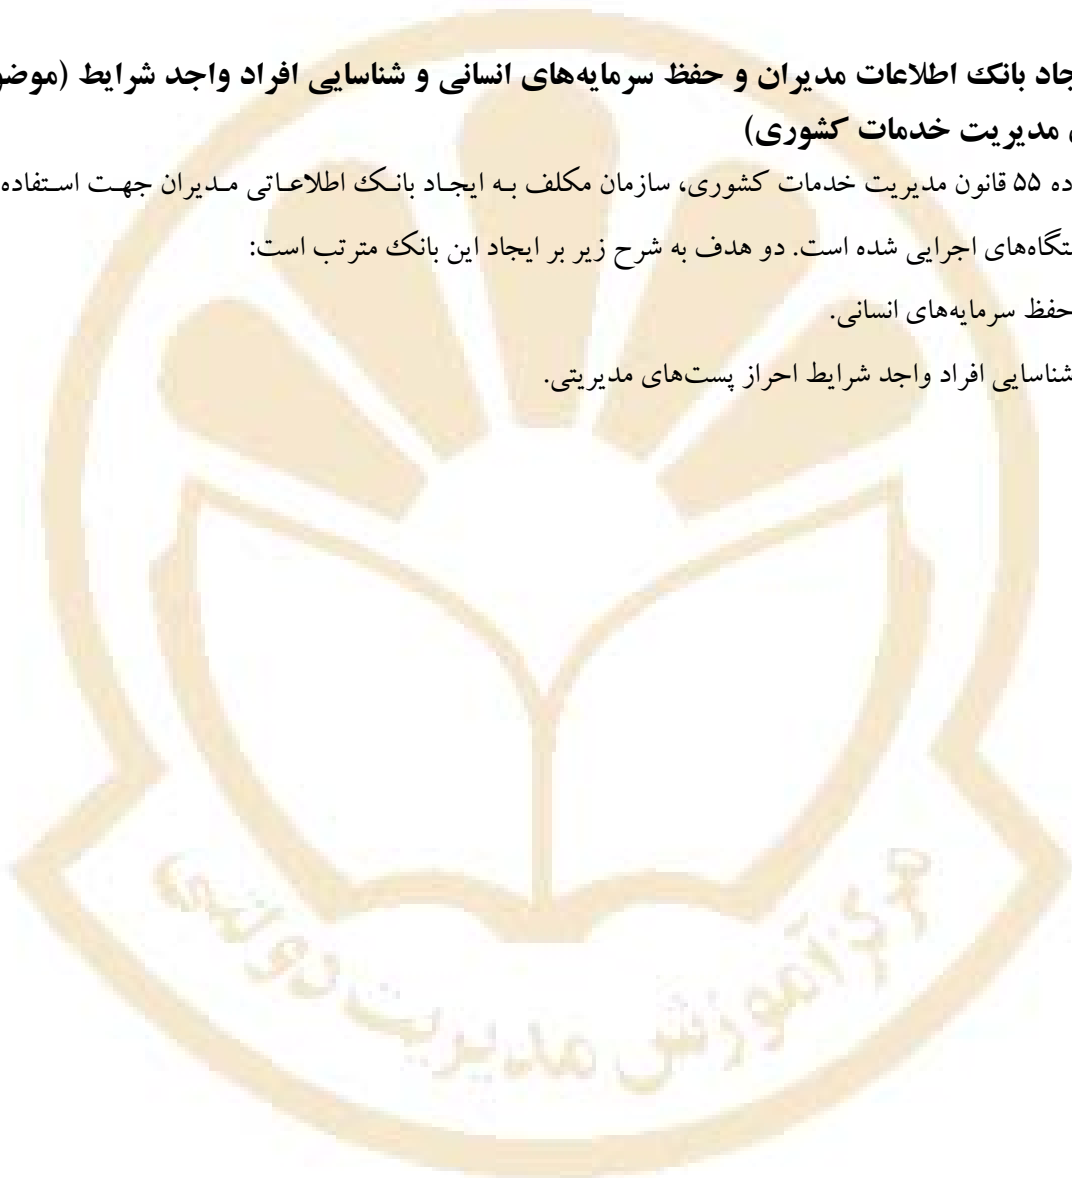 جاد بانک اطلاعات مدیران و حفظ سرمایه‌های انسانی و شناسایی افراد واجد شرایط (موضو
مدیریت خدمات کشوری)
ده ۵۵ قانون مدیریت خدمات کشوری، سازمان مکلف به ایجاد بانک اطلاعاتی مدیران جهت استفاده
تگاه‌های اجرایی شده است. دو هدف به شرح زیر بر ایجاد این بانک مترتب است:
حفظ سرمایه‌های انسانی.
شناسایی افراد واجد شرایط احراز پست‌های مدیریتی.
مرکز آموزش مدیریت دولتی